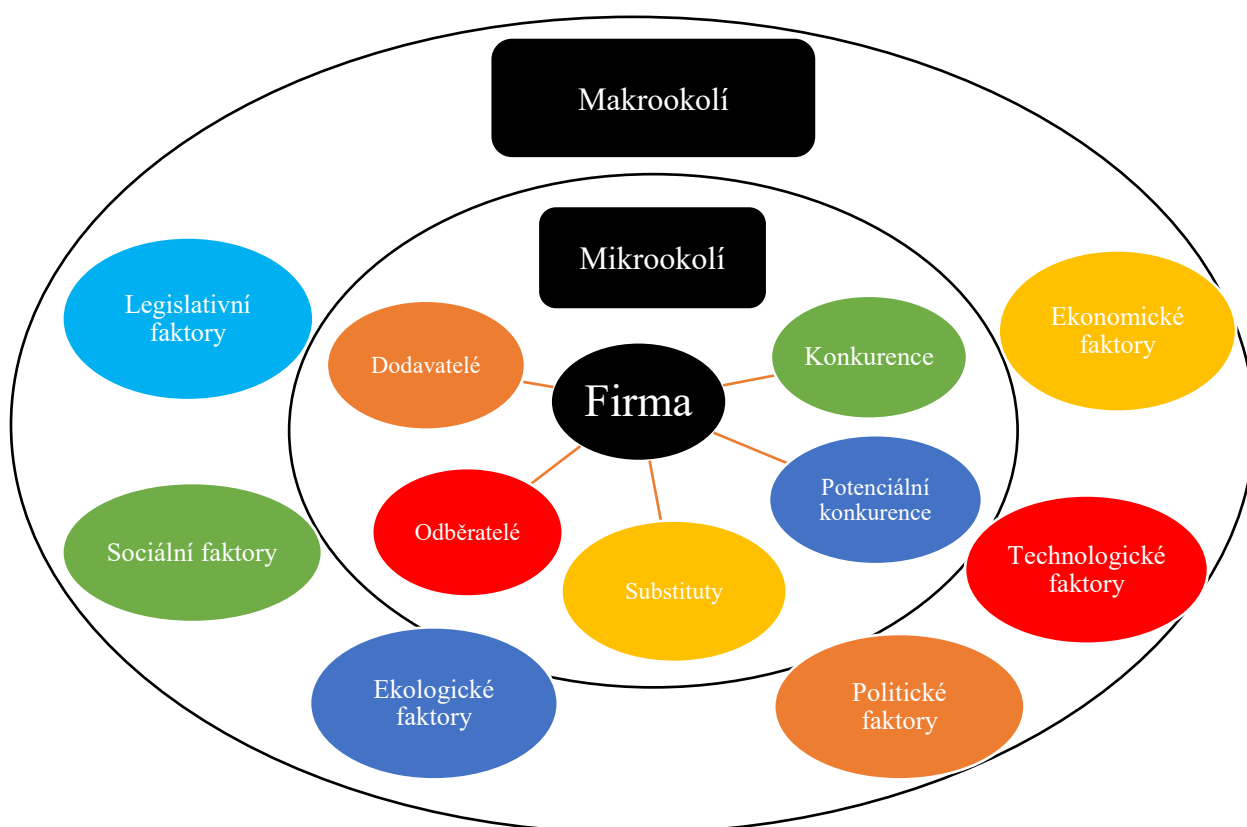 Makrookolí
Mikrookolí
Legislativní
faktory
Ekonomické
faktory
Dodavatelé
Konkurence
Firma
Potenciální
konkurence
Odběratelé
Sociální faktory
Technologické
faktory
Substituty
Ekologické
faktory
Politické
faktory